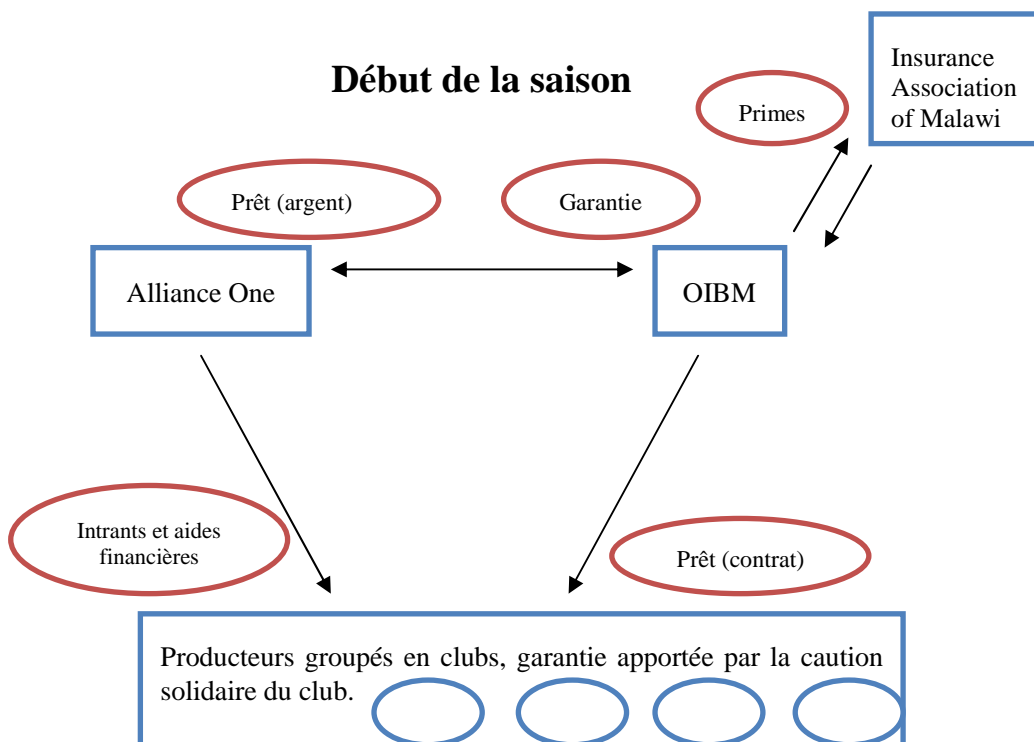 Début de la saison
Insurance
Association
of Malawi
Primes
Prêt (argent)
Garantie
Alliance One
OIBM
Intrants et aides
financières
Prêt (contrat)
Producteurs groupés en clubs, garantie apportée par la caution
solidaire du club.